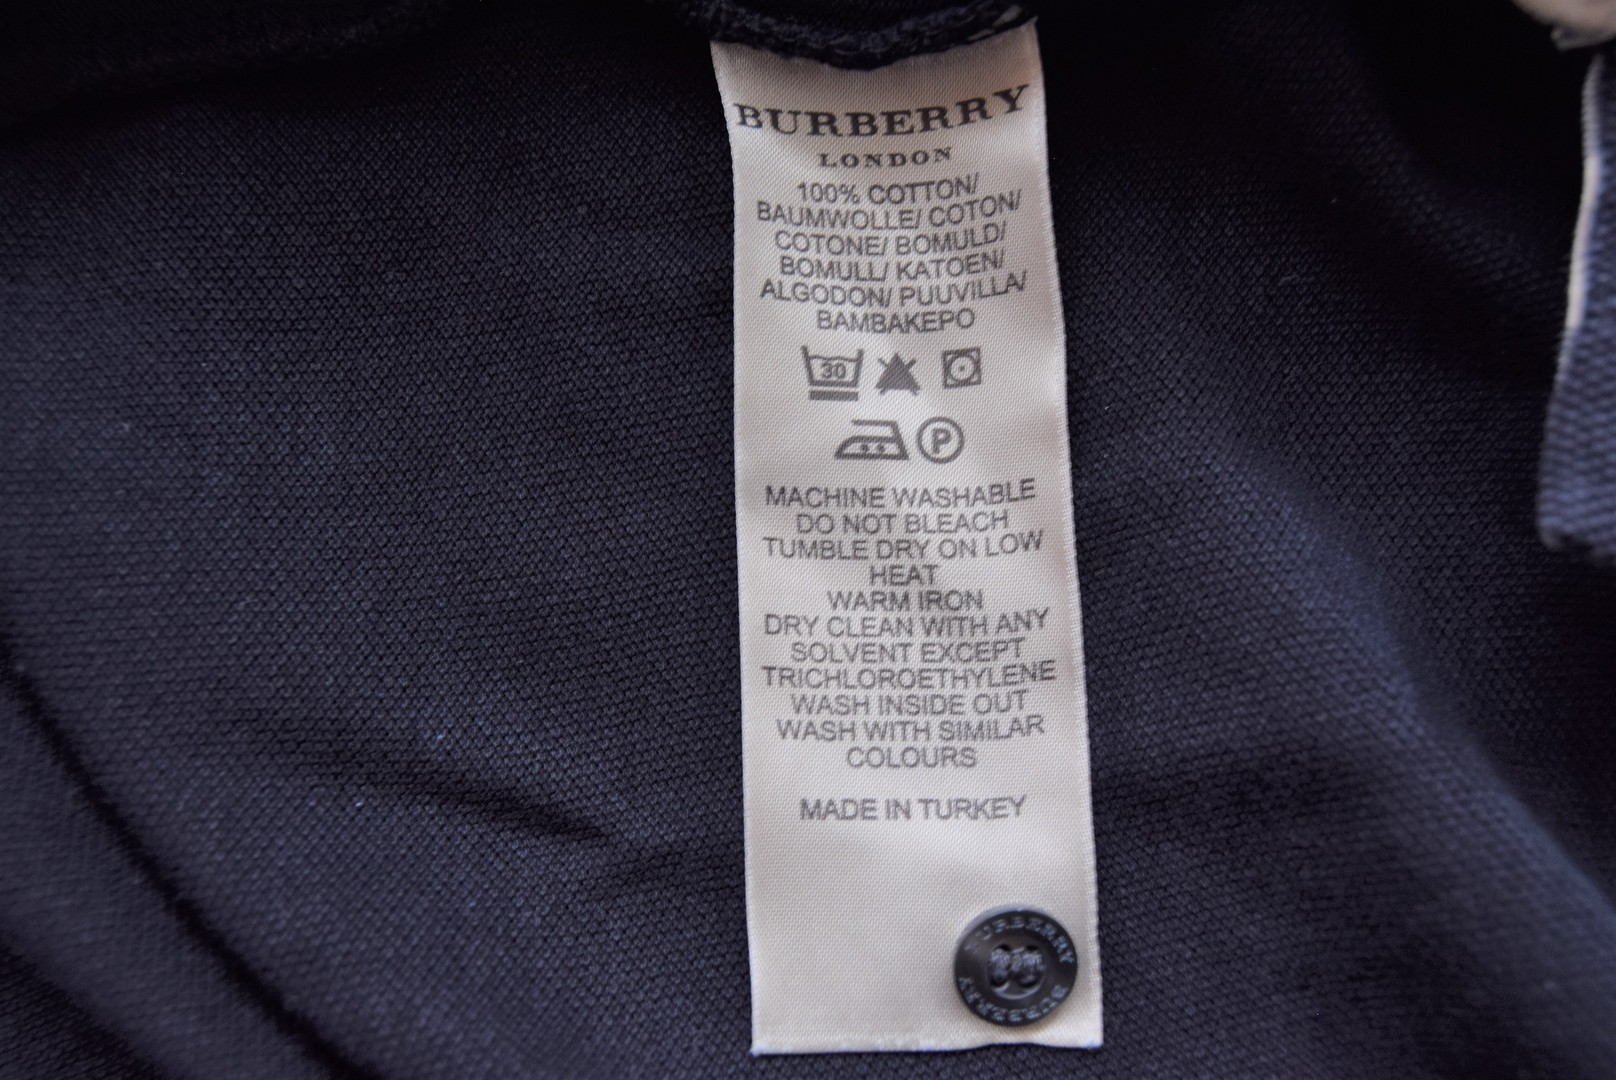 BURBERRY
LONDON
100% COTTON/
BAUMWOLLE/ COTON/
COTONE/ BOMULD/
BOMULL/ KATOEN/
ALGODON/ PUUVILLA/
BAMBAKEPO
30
P
MACHINE WASHABLE
DO NOT BLEACH
TUMBLE DRY ON LOW
HEAT
WARM IRON
DRY CLEAN WITH ANY
SOLVENT EXCEPT
TRICHLOROETHYLENE
WASH INSIDE OUT
WASH WITH SIMILAR
COLOURS
MADE IN TURKEY
BURBERRY
BURBERRY